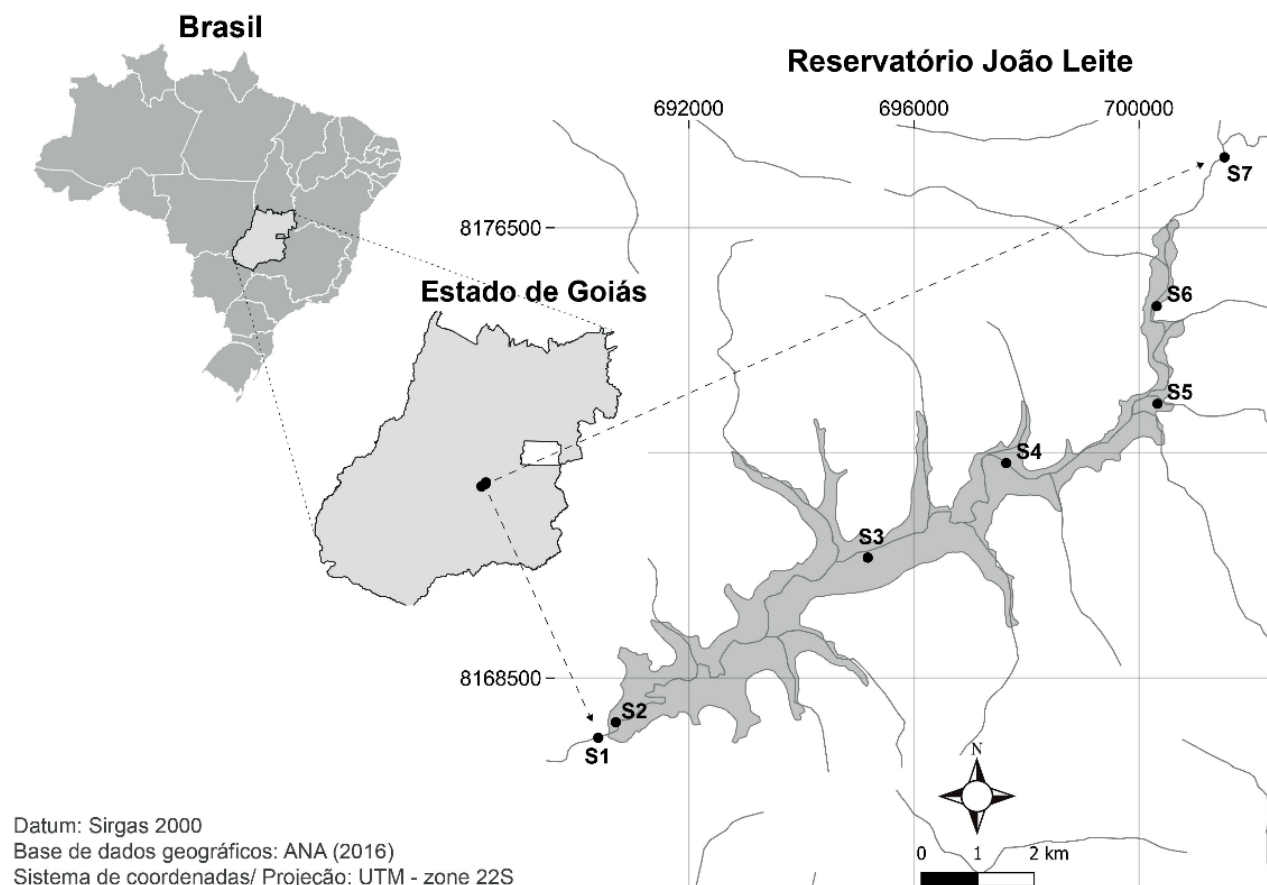 Brasil
Reservatório João Leite
692000 696000 700000
S7
8176500
Estado de Goiás
S6
S5
S4
S3
8168500
S2
S1
N
Datum: Sirgas 2000
Base de dados geográficos: ANA (2016)
Sistema de coordenadas/ Projeção: UTM - zone 22S
0 1 2 km